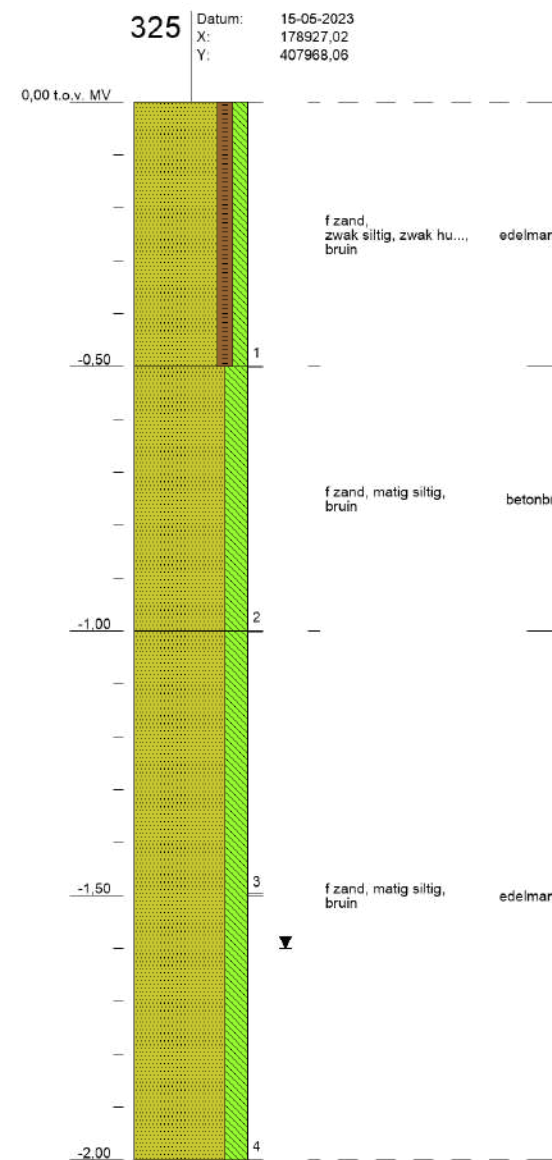 325
Datum: 15-05-2023
X: 178927,02
Y: 407968,06
0,00 t.o.v. MV
f zand,
zwak siltig, zwak hu..., edelman
bruin
1
-0,50
f zand, matig siltig, betonb
bruin
2
-1,00
3
f zand, matig siltig, edelman
-1,50
bruin
4
-2,00